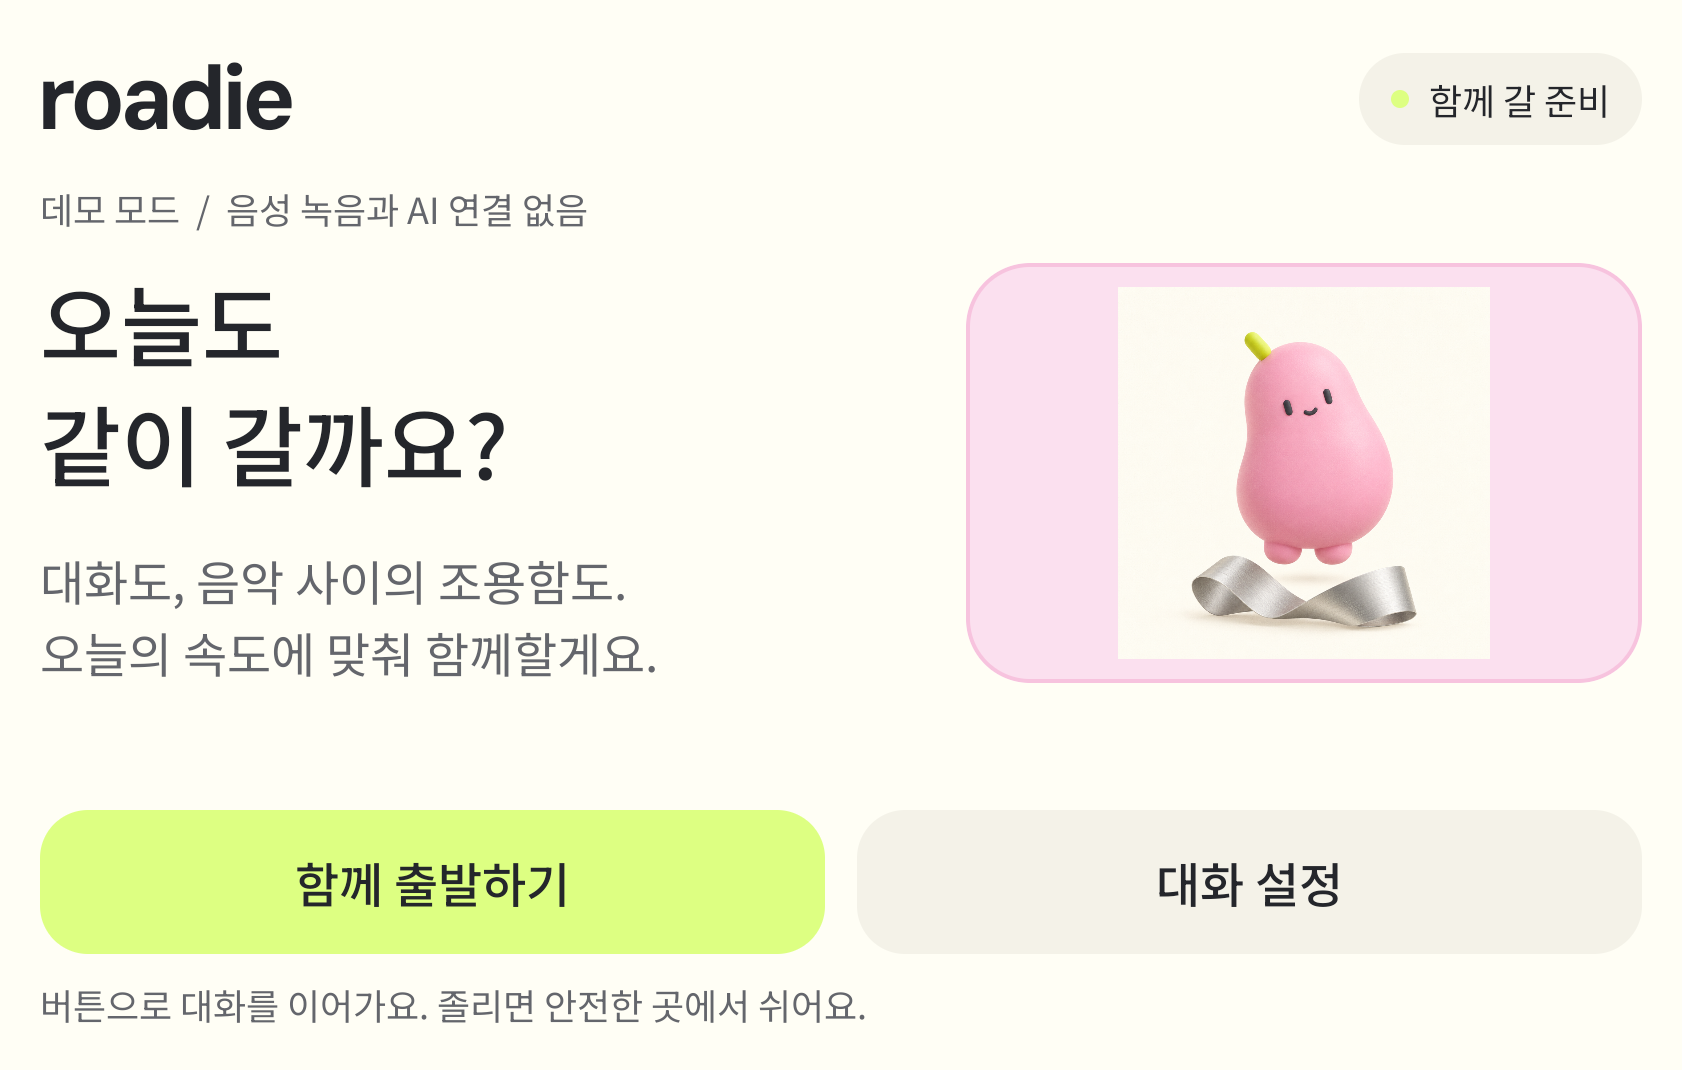 roadie
함께 갈 준비
데모 모드 / 음성 녹음과 AI 연결 없음
오늘도
같이 갈까요?
대화도, 음악 사이의 조용함도.
오늘의 속도에 맞춰 함께할게요.
함께 출발하기
대화 설정
버튼으로 대화를 이어가요. 졸리면 안전한 곳에서 쉬어요.